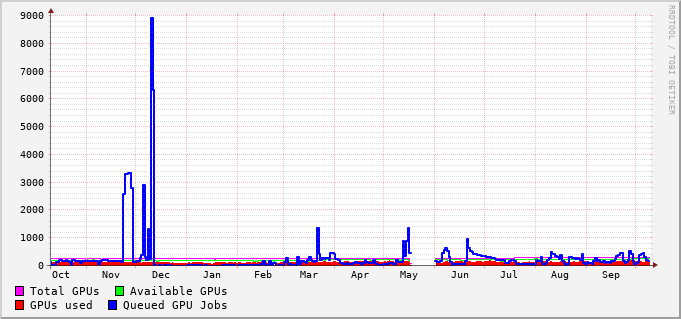 9000
8000
7000
6000
5000
4000
3000
2000
1000
0
Oct Nov Dec Jan Feb Mar Apr May Jun Jul Aug Sep
Total GPUs Available GPUs
GPUs used Queued GPU Jobs
RRDTOOL / TOBI OETIKER